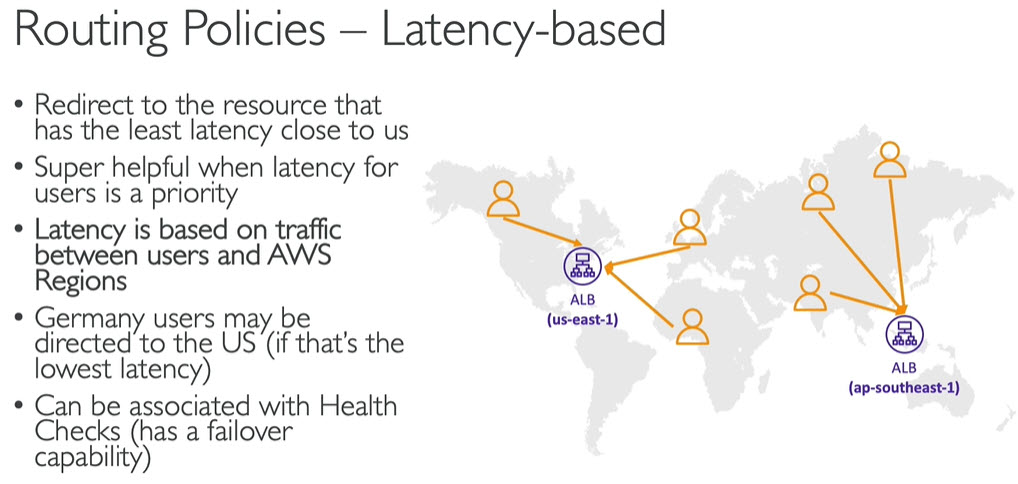 Routing Policies – Latency-based
• Redirect to the resource that
has the least latency close to us
• Super helpful when latency for
users is a priority
• Latency is based on traffic
between users and AWS
Regions
• Germany users may be
directed to the US (if that's the
lowest latency)
• Can be associated with Health
Checks (has a failover
capability)
ALB
(us-east-1)
ALB
(ap-southeast-1)